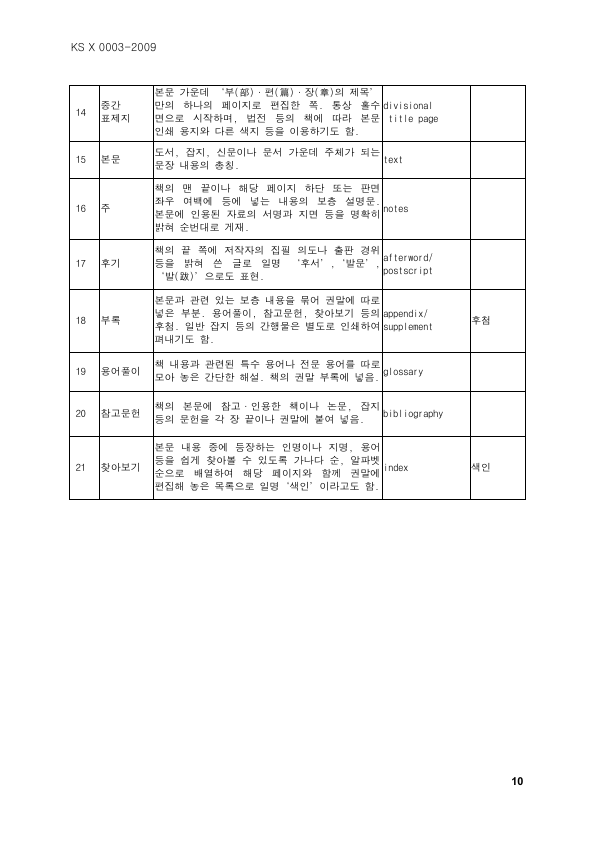 KS X 0003-2009
14
중간
표제지
본문 가운데 ‘부(部)·편(篇)·장(章)의 제목’
만의 하나의 페이지로 편집한 쪽. 통상 홀수
면으로 시작하며, 법전 등의 책에 따라 본문
인쇄 용지와 다른 색지 등을 이용하기도 함.
divisional
title page
15
본문
도서, 잡지, 신문이나 문서 가운데 주체가 되는
문장 내용의 총칭.
text
16
주
책의 맨 끝이나 해당 페이지 하단 또는 판면
좌우 여백에 등에 넣는 내용의 보충 설명문.
본문에 인용된 자료의 서명과 지면 등을 명확히
밝혀 순번대로 게재.
notes
17
후기
책의 끝 쪽에 저작자의 집필 의도나 출판 경위
등을 밝혀 쓴 글로 일명 ‘후서’,‘발문’,
‘발(跋)’으로도 표현.
afterword/
postscript
18
부록
본문과 관련 있는 보충 내용을 묶어 권말에 따로
넣은 부분. 용어풀이, 참고문헌, 찾아보기 등의
후첨. 일반 잡지 등의 간행물은 별도로 인쇄하여
펴내기도 함.
appendix/
supplement
후첨
19
용어풀이
책 내용과 관련된 특수 용어나 전문 용어를 따로
모아 놓은 간단한 해설. 책의 권말 부록에 넣음.
glossary
20
참고문헌
책의 본문에 참고·인용한 책이나 논문, 잡지
등의 문헌을 각 장 끝이나 권말에 붙여 넣음.
bibliography
21
찾아보기
본문 내용 중에 등장하는 인명이나 지명, 용어
등을 쉽게 찾아볼 수 있도록 가나다 순, 알파벳
순으로 배열하여 해당 페이지와 함께 권말에
편집해 놓은 목록으로 일명 ‘색인’이라고도 함.
index
색인
10